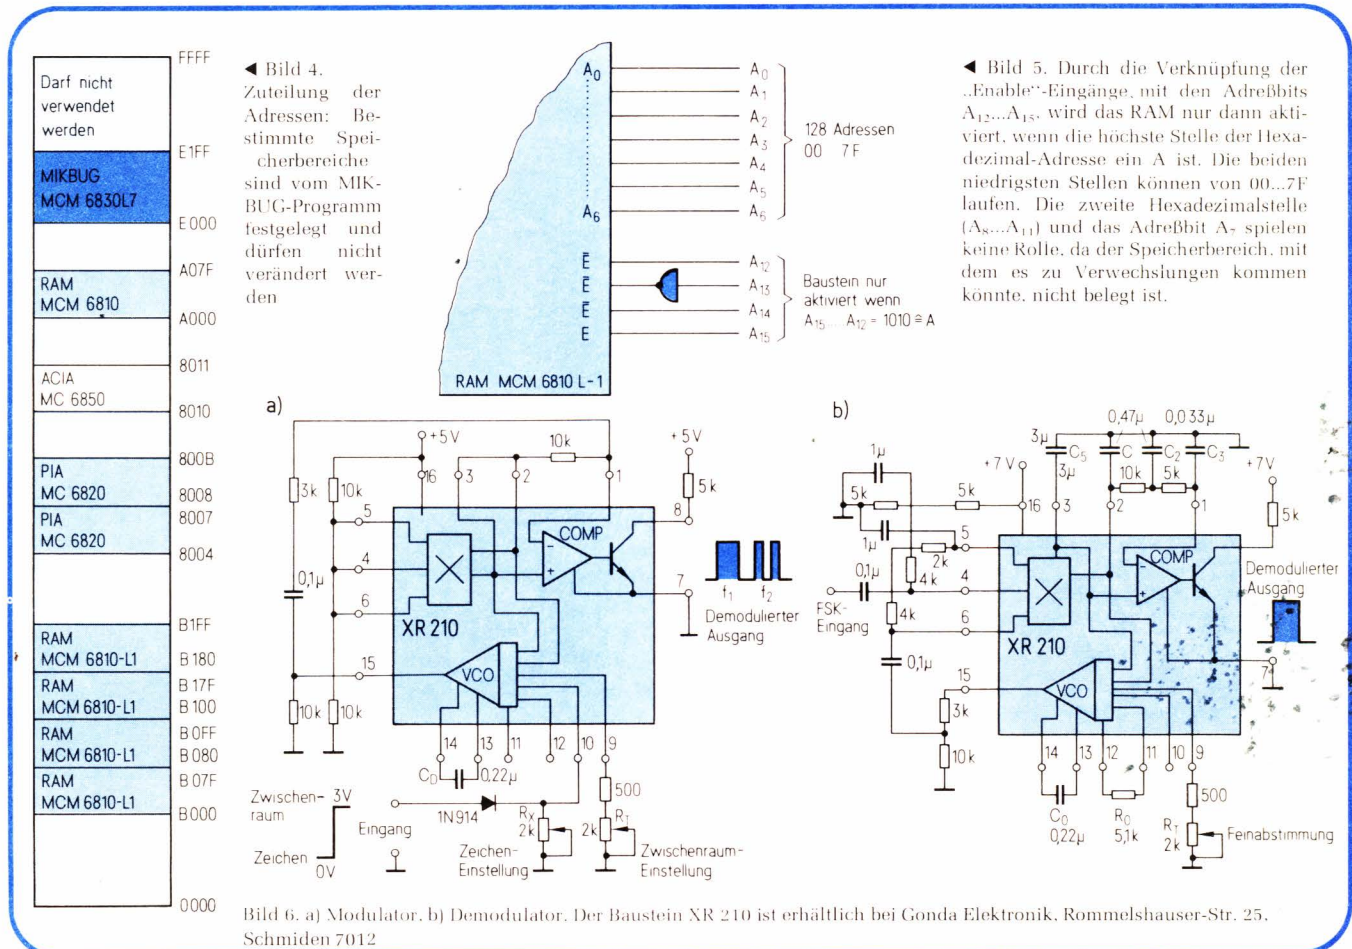 FFFF
Darf nicht
verwendet
werden
E1FF
MIKBUG
MCM 6830L7
E000
A07F
RAM
MCM 6810
A000
8011
ACIA
MC 6850
8010
800B
PIA
MC 6820
8008
8007
PIA
MC 6820
8004
B1FF
RAM
MCM 6810-L1
B180
B17F
RAM
MCM 6810-L1
B100
B0FF
RAM
MCM 6810-L1
B080
B07F
RAM
MCM 6810-L1
B000
0000
◄ Bild 4.
Zuteilung der
Adressen: Be-
stimmte Spei-
cherbereiche
sind vom MIK-
BUG-Programm
festgelegt und
dürfen nicht
verändert wer-
den
A0
A6
E̅
E̅
E̅
E
RAM MCM 6810 L-1
A0
A1
A2
A3
A4
A5
A6
128 Adressen
00 7F
A12
A13
A14
A15
Baustein nur
aktiviert wenn
A15....A12 = 1010 ≙ A
◄ Bild 5. Durch die Verknüpfung der
„Enable“-Eingänge, mit den Adreßbits
A12...A15, wird das RAM nur dann akti-
viert, wenn die höchste Stelle der Hexa-
dezimal-Adresse ein A ist. Die beiden
niedrigsten Stellen können von 00...7F
laufen. Die zweite Hexadezimalstelle
(A8...A11) und das Adreßbit A7 spielen
keine Rolle, da der Speicherbereich, mit
dem es zu Verwechslungen kommen
könnte, nicht belegt ist.
a)
+5V
10k
+5V
3k
10k
16
3
2
1
5k
5
8
COMP
4
0,1µ
6
XR 210
7
f1
f2
Demodulierter
Ausgang
15
VCO
10k
10k
14
13
11
12
10
9
CD
0,22µ
500
Zwischen-
raum
3V
Zeichen
0V
Eingang
1N914
RX
2k
2k
RT
Zeichen-
Einstellung
Zwischenraum-
Einstellung
b)
0,47µ
0,033µ
3µ
C5
C
C2
C3
1µ
3µ
10k
5k
+7V
+7V
5k
5k
16
3
2
1
5k
1µ
5
2k
COMP
0,1µ
4k
4
FSK-
Eingang
4k
6
XR 210
Demodulierter
Ausgang
0,1µ
15
VCO
7
3k
10k
14
13
12
11
10
9
C0
0,22µ
R0
5,1k
500
RT
2k
Feinabstimmung
Bild 6. a) Modulator, b) Demodulator. Der Baustein XR 210 ist erhältlich bei Gonda Elektronik, Rommelshauser-Str. 25,
Schmiden 7012